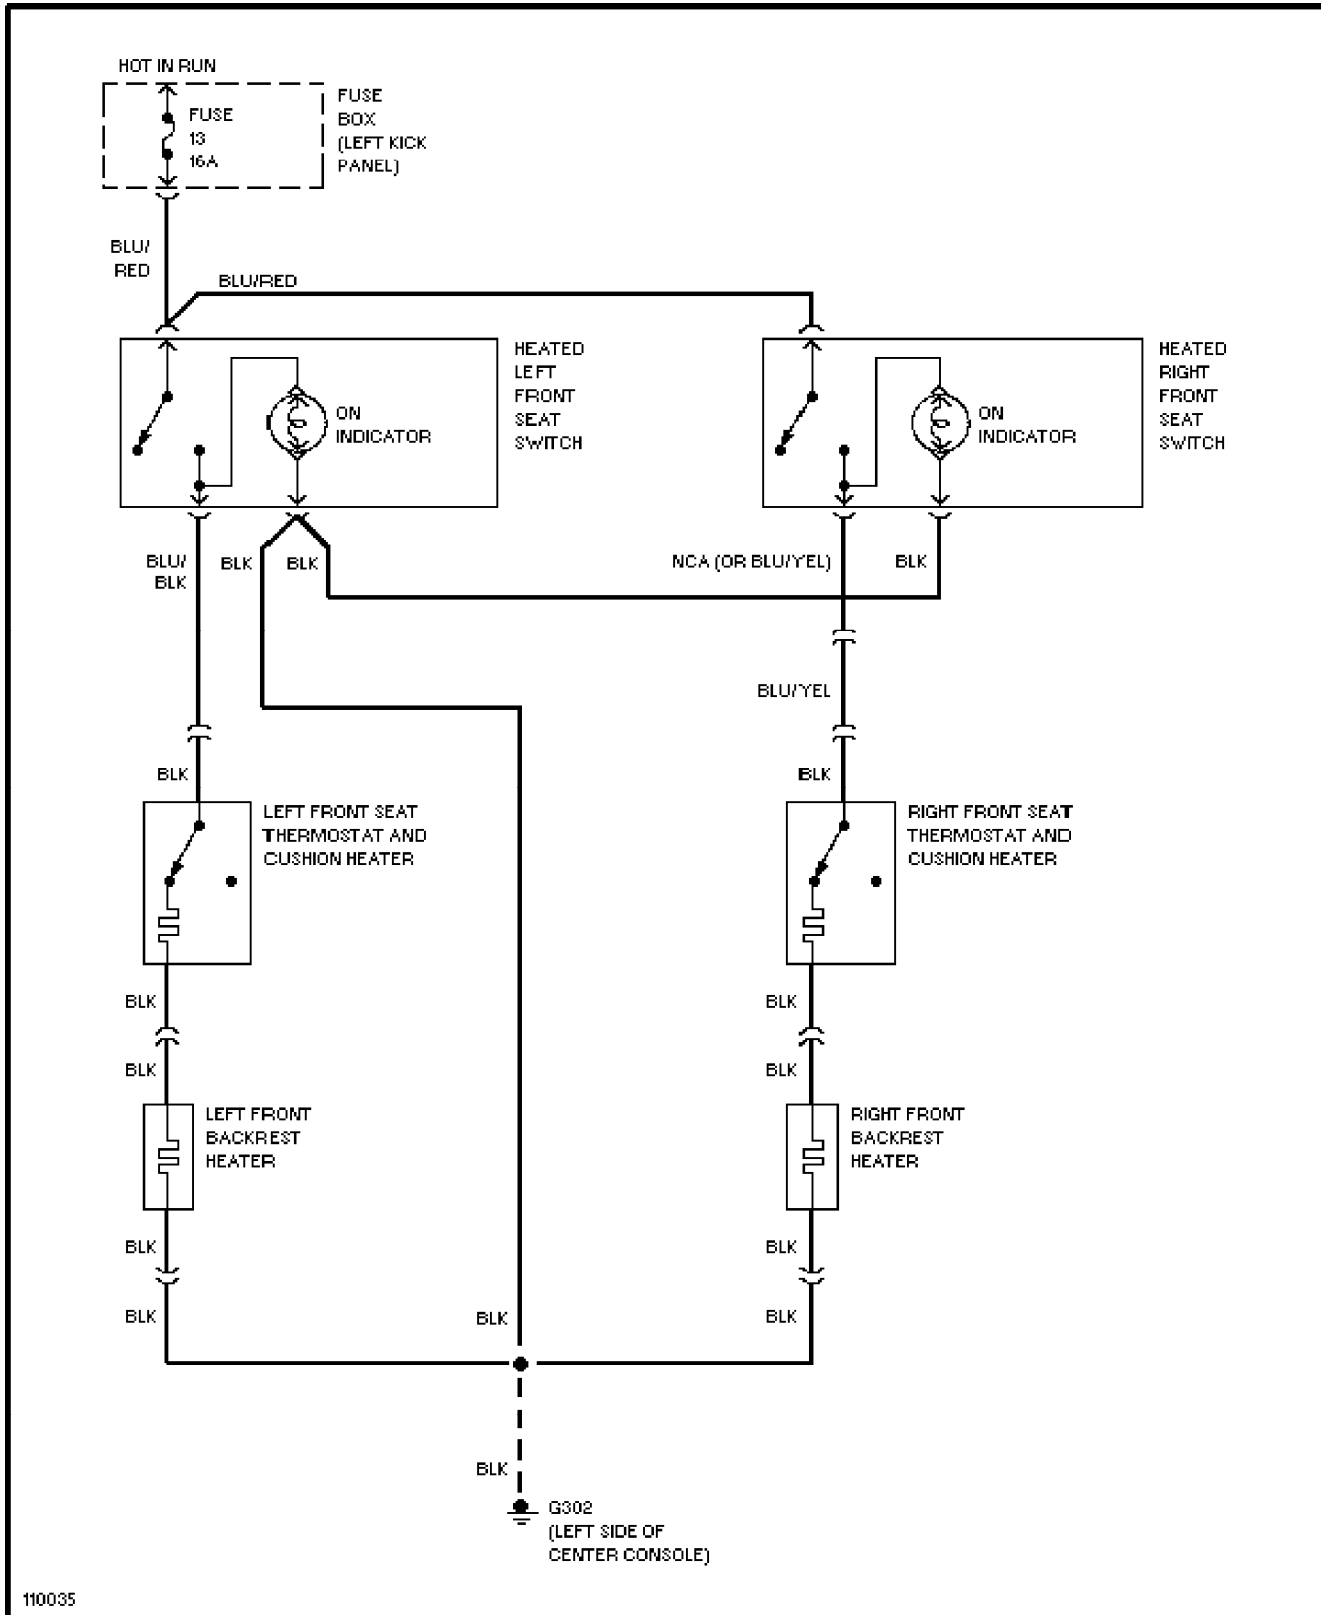 HOT IN RUN
FUSE
13
16A
FUSE
BOX
(LEFT KICK
PANEL)
BLU/
RED
BLU/RED
HEATED
LEFT
FRONT
SEAT
SWITCH
ON
INDICATOR
HEATED
RIGHT
FRONT
SEAT
SWITCH
ON
INDICATOR
BLU/
BLK
BLK
BLK
NCA (OR BLU/YEL)
BLK
BLU/YEL
BLK
BLK
LEFT FRONT SEAT
THERMOSTAT AND
CUSHION HEATER
RIGHT FRONT SEAT
THERMOSTAT AND
CUSHION HEATER
BLK
BLK
BLK
BLK
LEFT FRONT
BACKREST
HEATER
RIGHT FRONT
BACKREST
HEATER
BLK
BLK
BLK
BLK
BLK
BLK
G302
(LEFT SIDE OF
CENTER CONSOLE)
110035